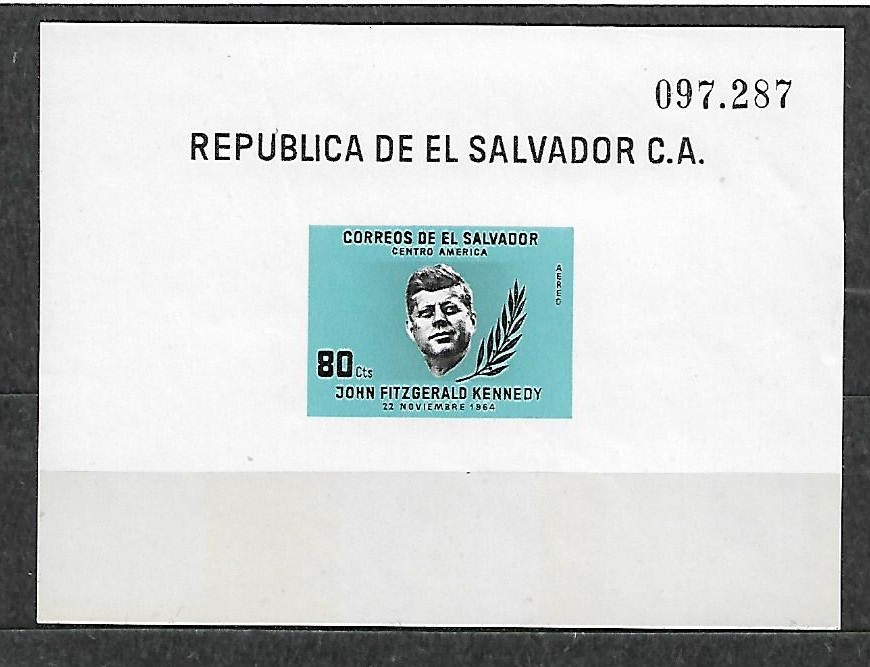 097.287
REPUBLICA DE EL SALVADOR C.A.
CORREOS DE EL SALVADOR
CENTRO AMERICA
AEREO
80 Cts
JOHN FITZGERALD KENNEDY
22 NOVIEMBRE 1964